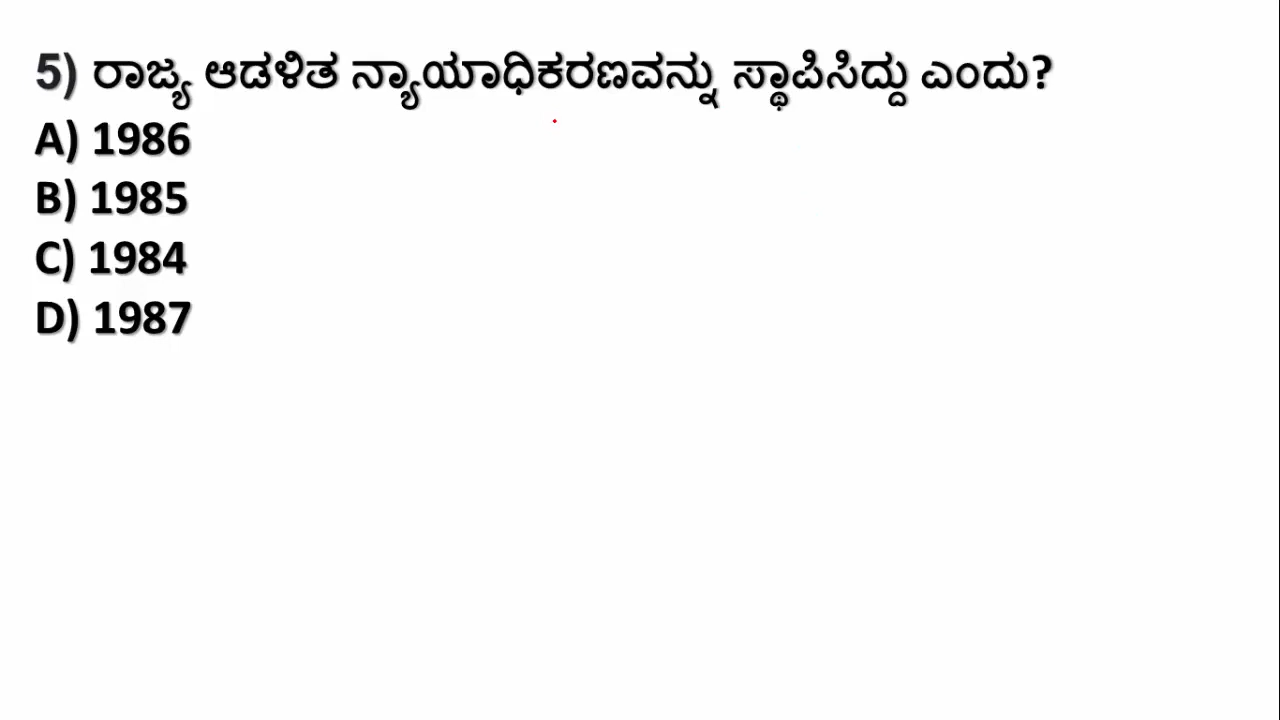 5) ರಾಜ್ಯ ಆಡಳಿತ ನ್ಯಾಯಾಧಿಕರಣವನ್ನು ಸ್ಥಾಪಿಸಿದ್ದು ಎಂದು?
A) 1986
B) 1985
C) 1984
D) 1987